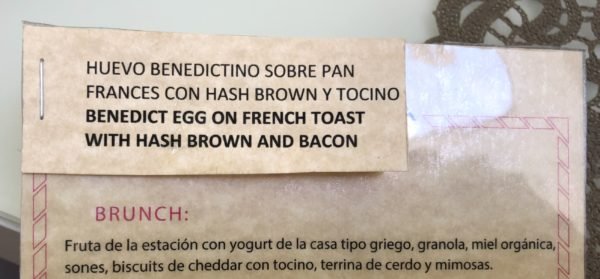 HUEVO BENEDICTINO SOBRE PAN
FRANCES CON HASH BROWN Y TOCINO
BENEDICT EGG ON FRENCH TOAST
WITH HASH BROWN AND BACON
BRUNCH:
Fruta de la estación con yogurt de la casa tipo griego, granola, miel orgánica,
sones, biscuits de cheddar con tocino, terrina de cerdo y mimosas.